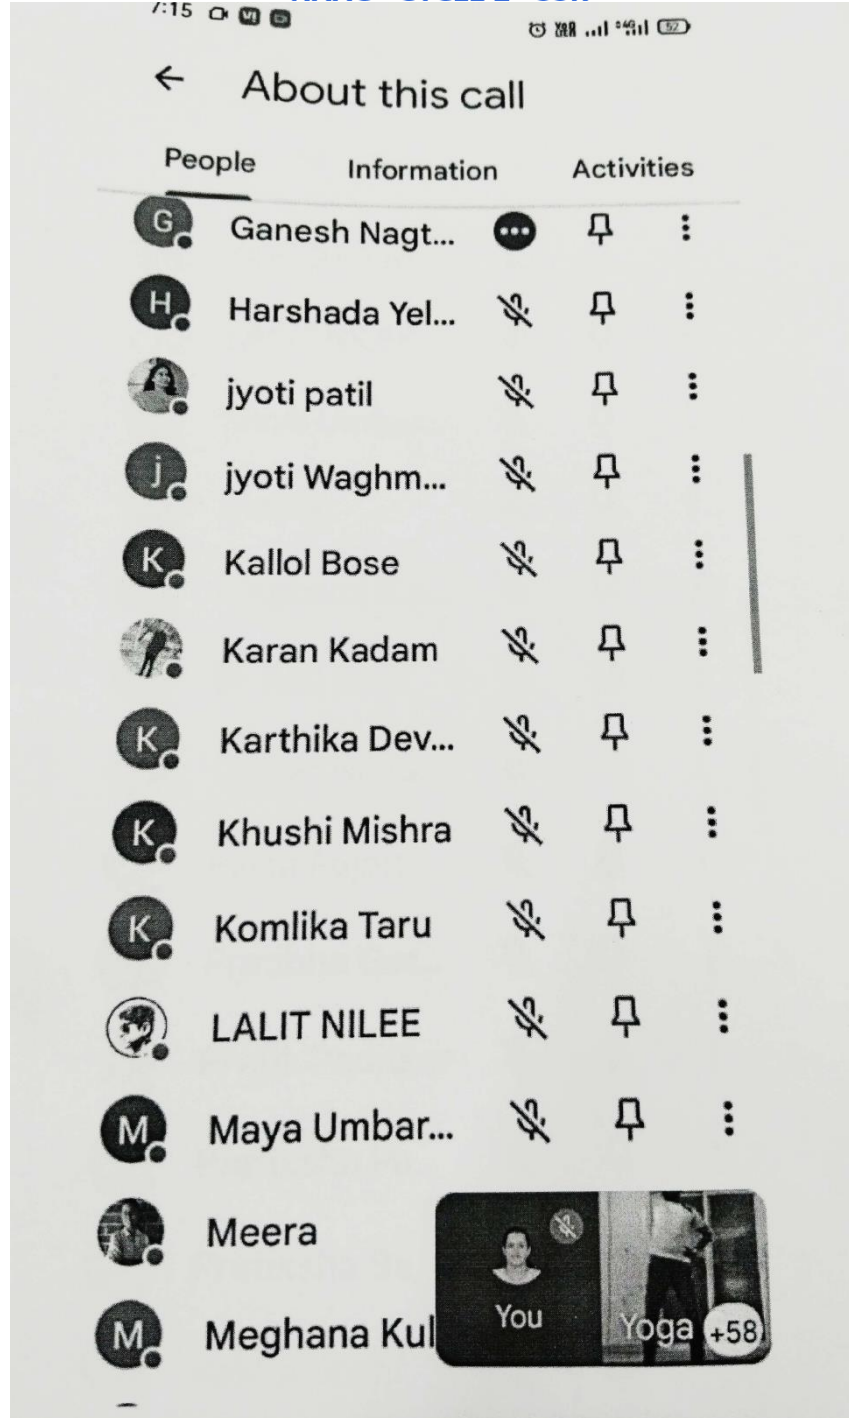 7:15
52
About this call
People Information Activities
G Ganesh Nagt...
H Harshada Yel...
jyoti patil
j jyoti Waghm...
K Kallol Bose
Karan Kadam
K Karthika Dev...
K Khushi Mishra
K Komlika Taru
LALIT NILEE
M Maya Umbar...
Meera
M Meghana Kul
You Yoga +58